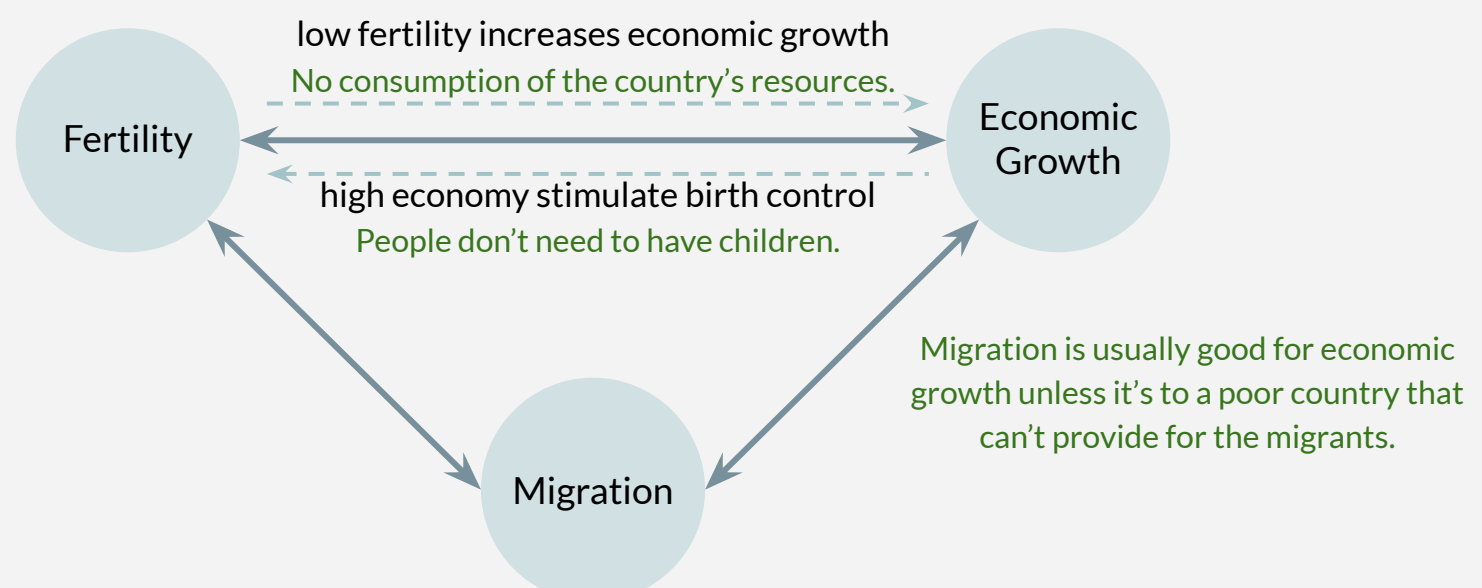 low fertility increases economic growth
No consumption of the country's resources.
Fertility
Economic
Growth
high economy stimulate birth control
People don't need to have children.
Migration is usually good for economic
growth unless it's to a poor country that
can't provide for the migrants.
Migration